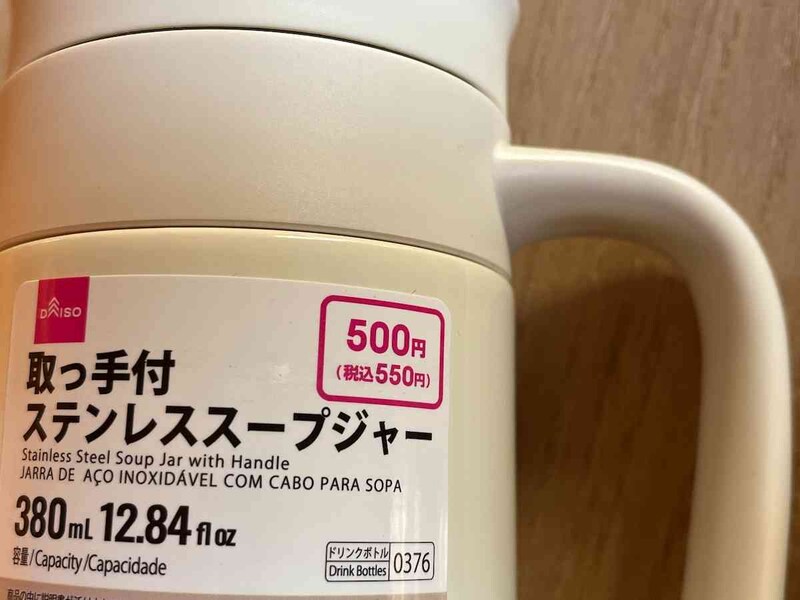 DAISO
500円
(税込550円)
取っ手付
ステンレススープジャー
Stainless Steel Soup Jar with Handle
JARRA DE AÇO INOXIDÁVEL COM CABO PARA SOPA
380mL 12.84fl oz
容量/Capacity/Capacidade
ドリンクボトル
Drink Bottles
0376